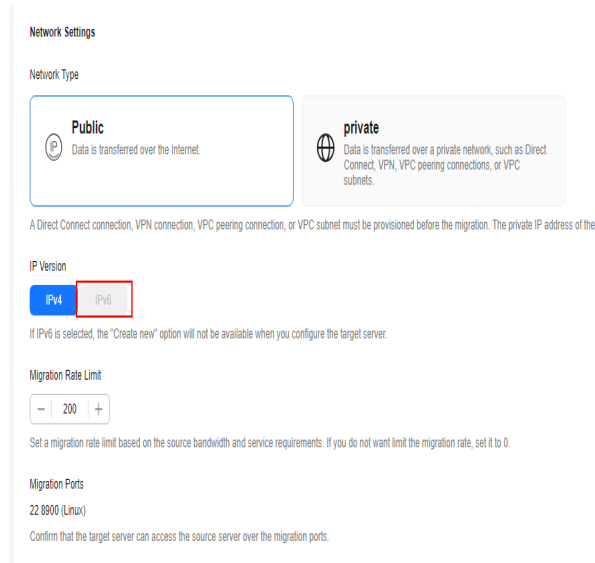 Network Settings
Network Type
IP
Public
Data is transferred over the Internet.
private
Data is transferred over a private network, such as Direct
Connect, VPN, VPC peering connections, or VPC
subnets.
A Direct Connect connection, VPN connection, VPC peering connection, or VPC subnet must be provisioned before the migration. The private IP address of the
IP Version
IPv4 IPv6
If IPv6 is selected, the "Create new" option will not be available when you configure the target server.
Migration Rate Limit
− 200 +
Set a migration rate limit based on the source bandwidth and service requirements. If you do not want limit the migration rate, set it to 0.
Migration Ports
22 8900 (Linux)
Confirm that the target server can access the source server over the migration ports.